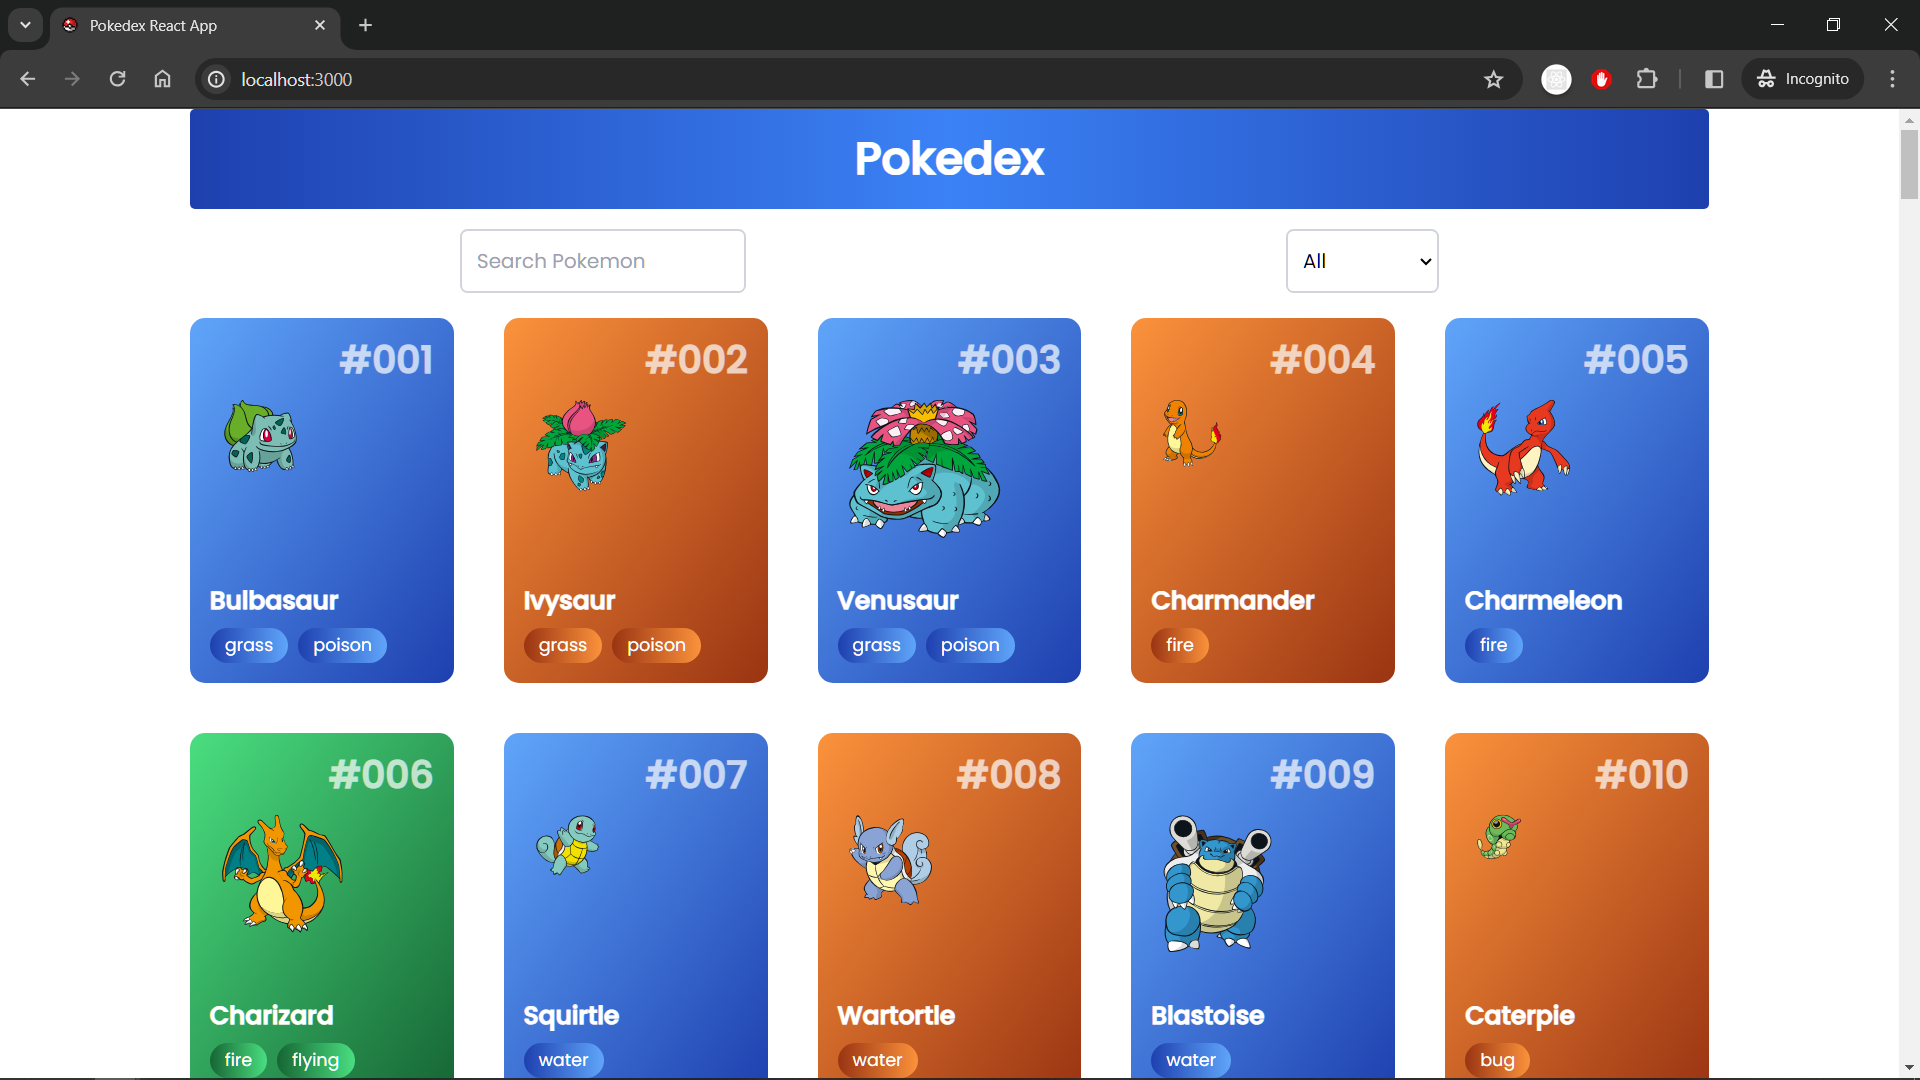 Pokedex React App
localhost:3000
Incognito
Pokedex
Search Pokemon
All
#001
Bulbasaur
grass poison
#002
Ivysaur
grass poison
#003
Venusaur
grass poison
#004
Charmander
fire
#005
Charmeleon
fire
#006
Charizard
fire flying
#007
Squirtle
water
#008
Wartortle
water
#009
Blastoise
water
#010
Caterpie
bug